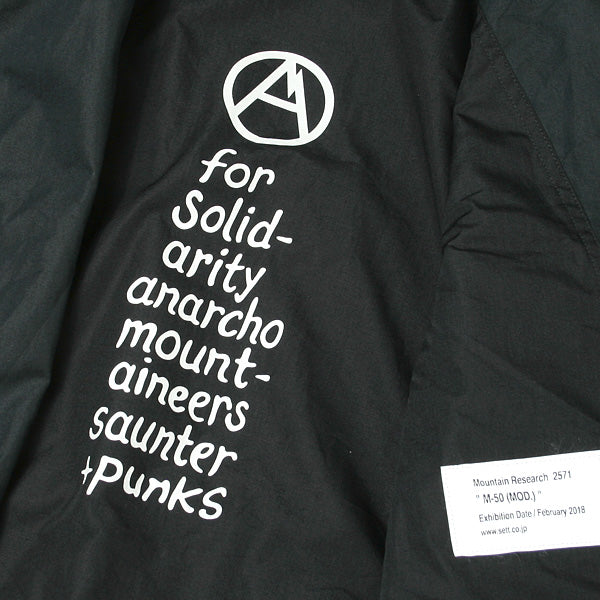 for
Solid-
arity
anarcho
mount-
aineers
saunter
+punks
Mountain Research 2571
" M-50 (MOD.) "
Exhibition Date / February 2018
www.sett.co.jp